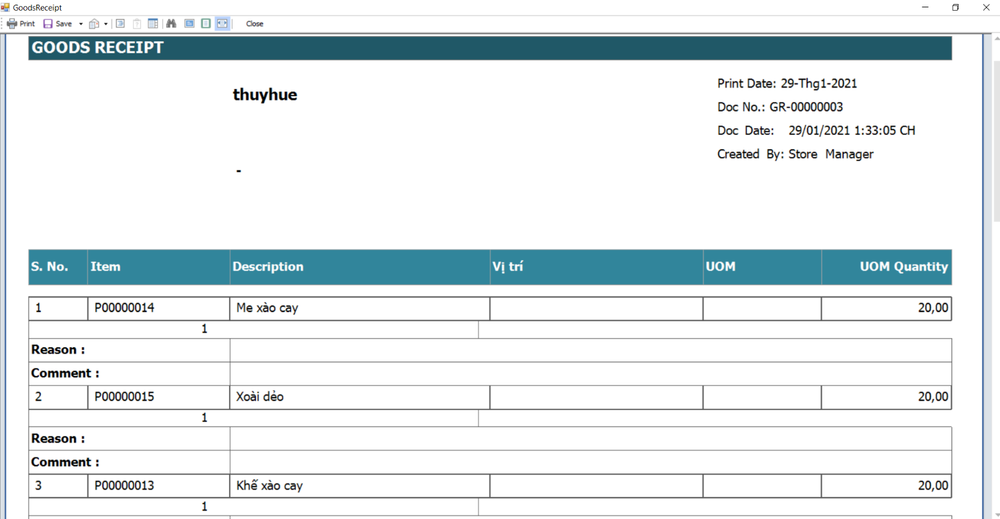 GoodsReceipt
Print Save Close
GOODS RECEIPT
thuyhue
-
Print Date: 29-Thg1-2021
Doc No.: GR-00000003
Doc Date: 29/01/2021 1:33:05 CH
Created By: Store Manager
S. No. Item Description Vị trí UOM UOM Quantity
1 P00000014 Me xào cay 20,00
1
Reason :
Comment :
2 P00000015 Xoài dẻo 20,00
1
Reason :
Comment :
3 P00000013 Khế xào cay 20,00
1